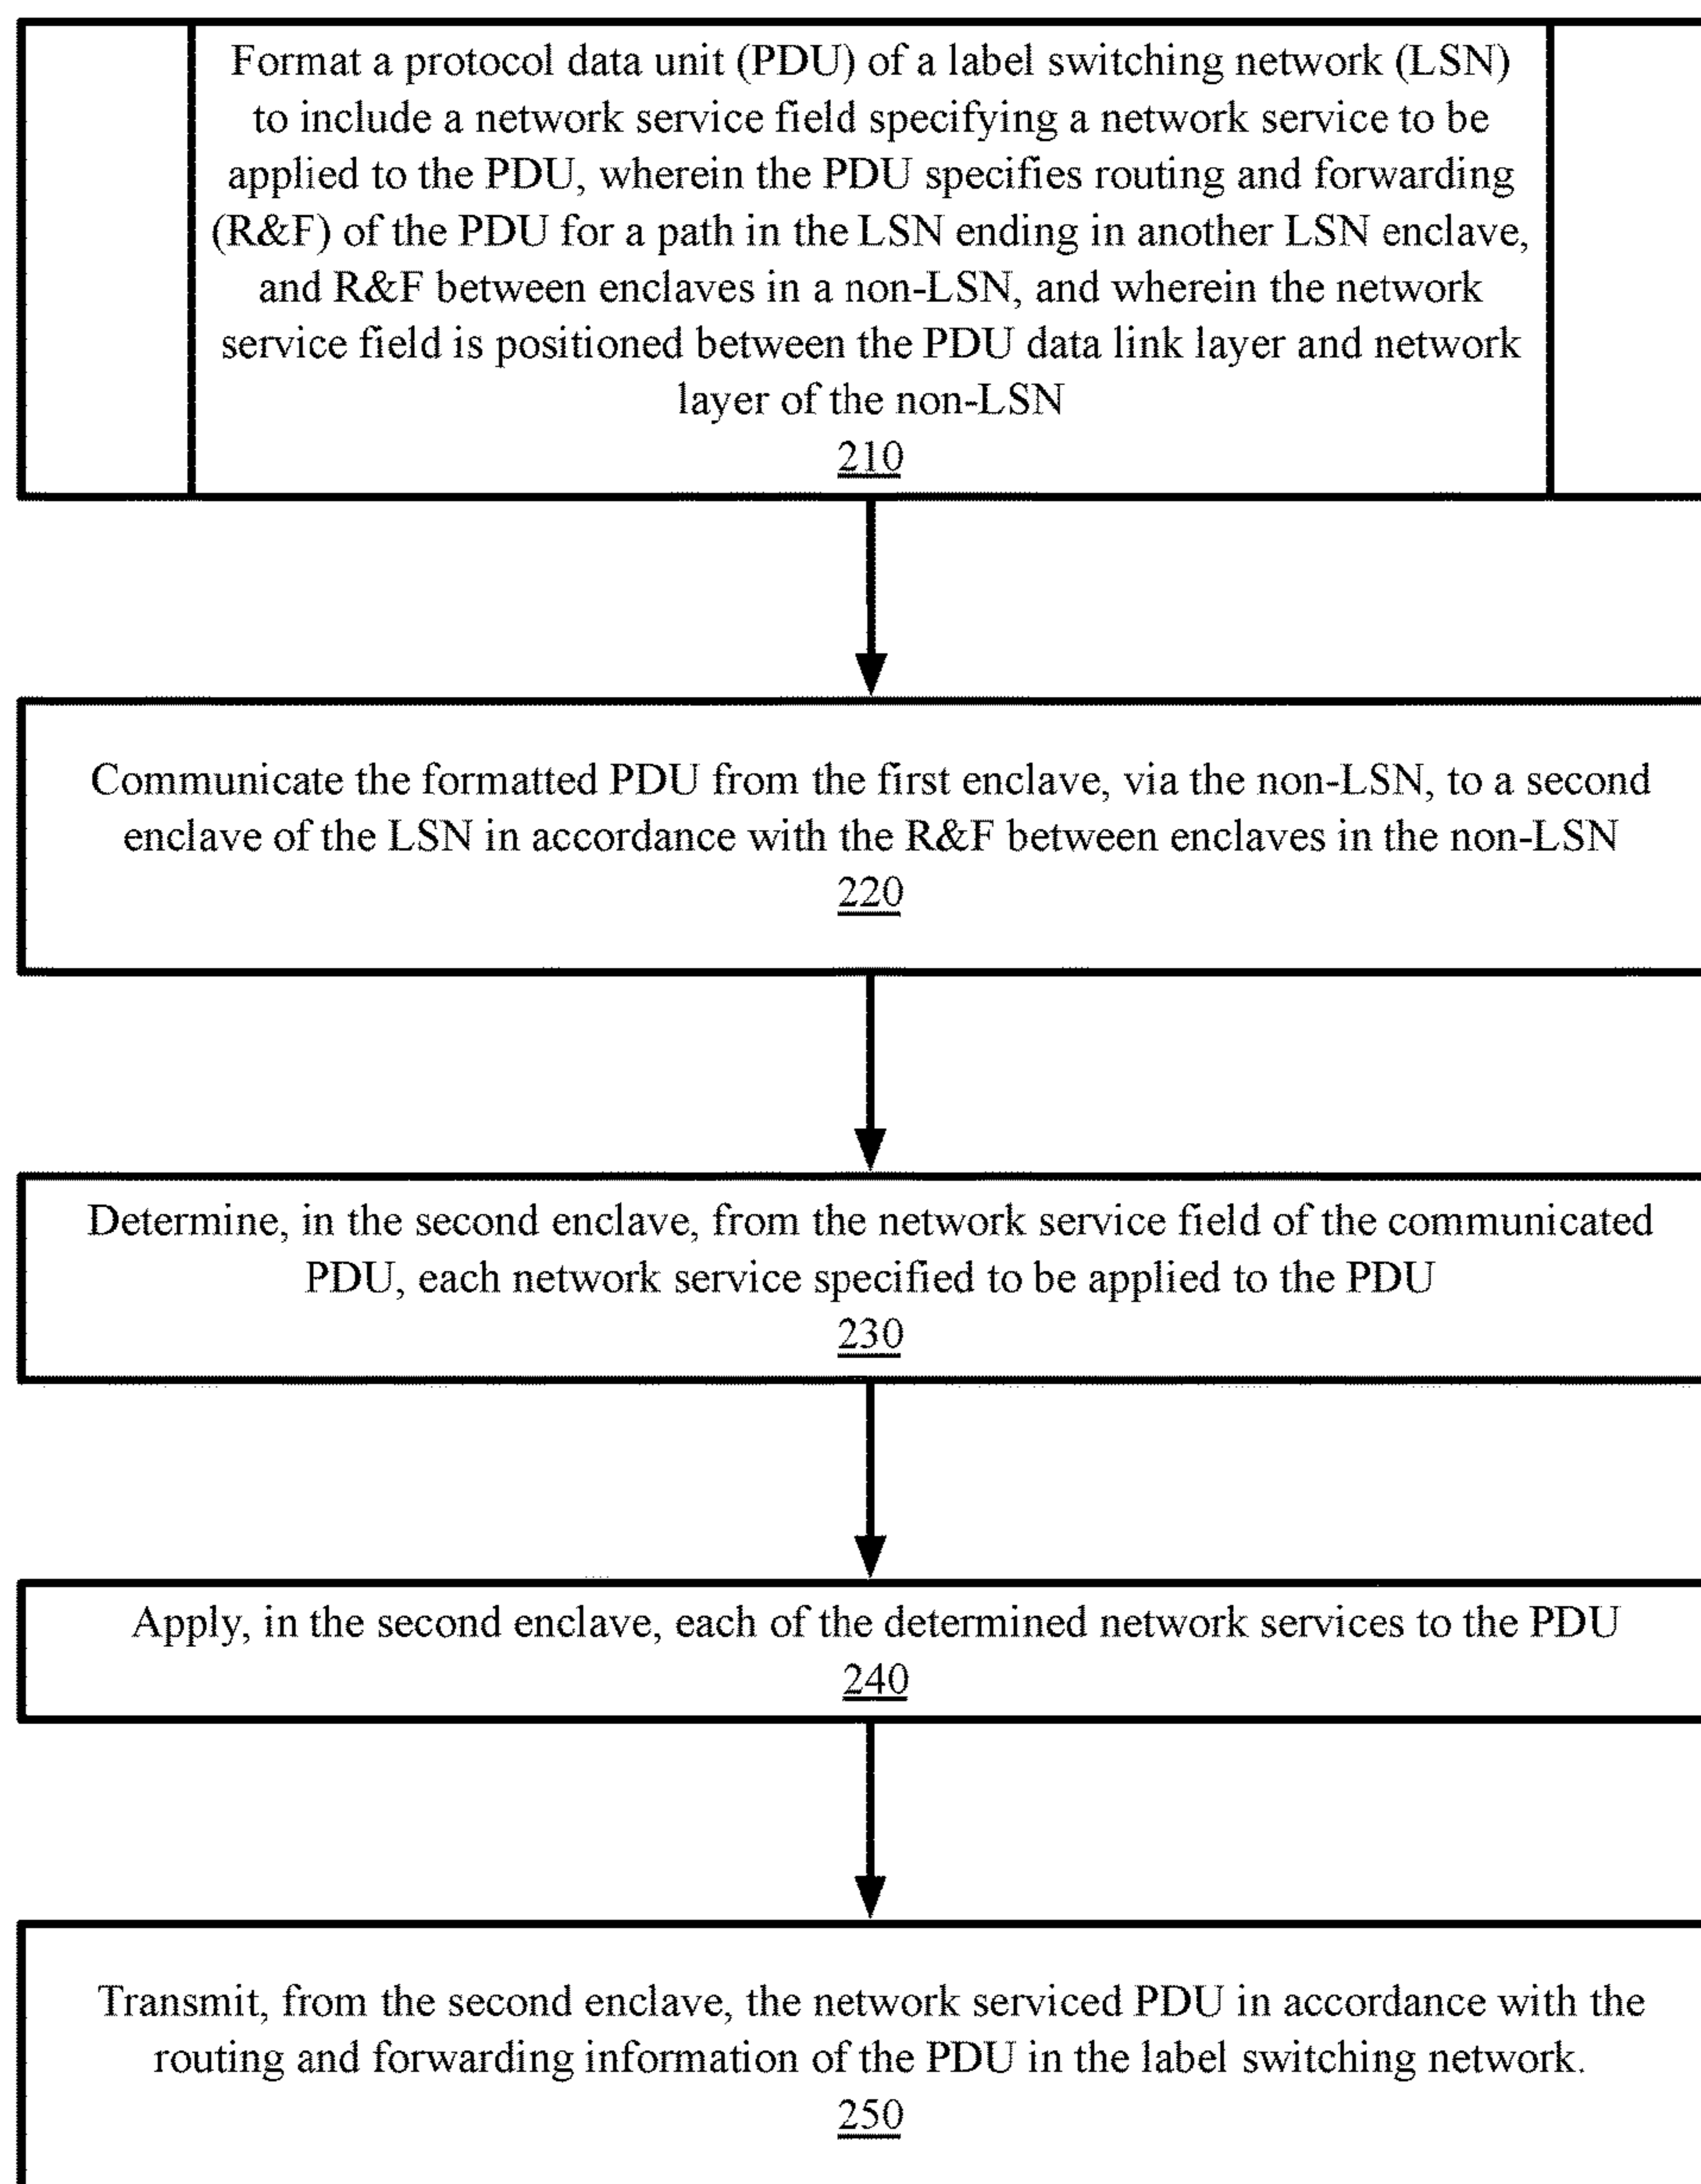 Format a protocol data unit (PDU) of a label switching network (LSN)
to include a network service field specifying a network service to be
applied to the PDU, wherein the PDU specifies routing and forwarding
(R&F) of the PDU for a path in the LSN ending in another LSN enclave,
and R&F between enclaves in a non-LSN, and wherein the network
service field is positioned between the PDU data link layer and network
layer of the non-LSN
210
Communicate the formatted PDU from the first enclave, via the non-LSN, to a second
enclave of the LSN in accordance with the R&F between enclaves in the non-LSN
220
Determine, in the second enclave, from the network service field of the communicated
PDU, each network service specified to be applied to the PDU
230
Apply, in the second enclave, each of the determined network services to the PDU
240
Transmit, from the second enclave, the network serviced PDU in accordance with the
routing and forwarding information of the PDU in the label switching network.
250